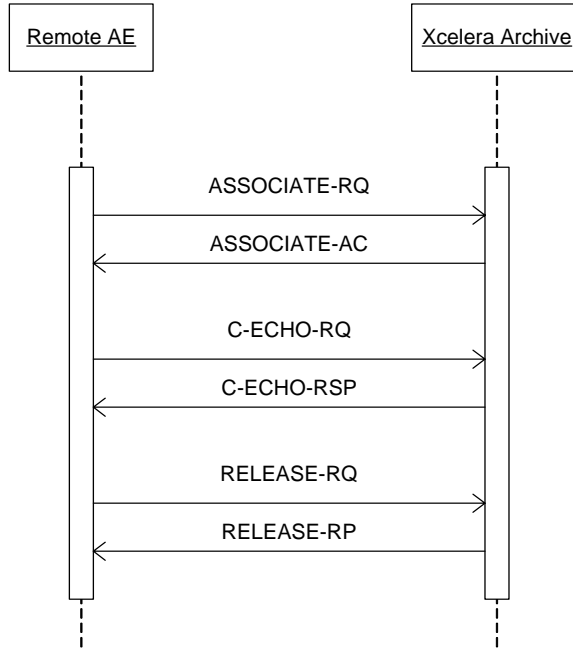 Remote AE
Xcelera Archive
ASSOCIATE-RQ
ASSOCIATE-AC
C-ECHO-RQ
C-ECHO-RSP
RELEASE-RQ
RELEASE-RP